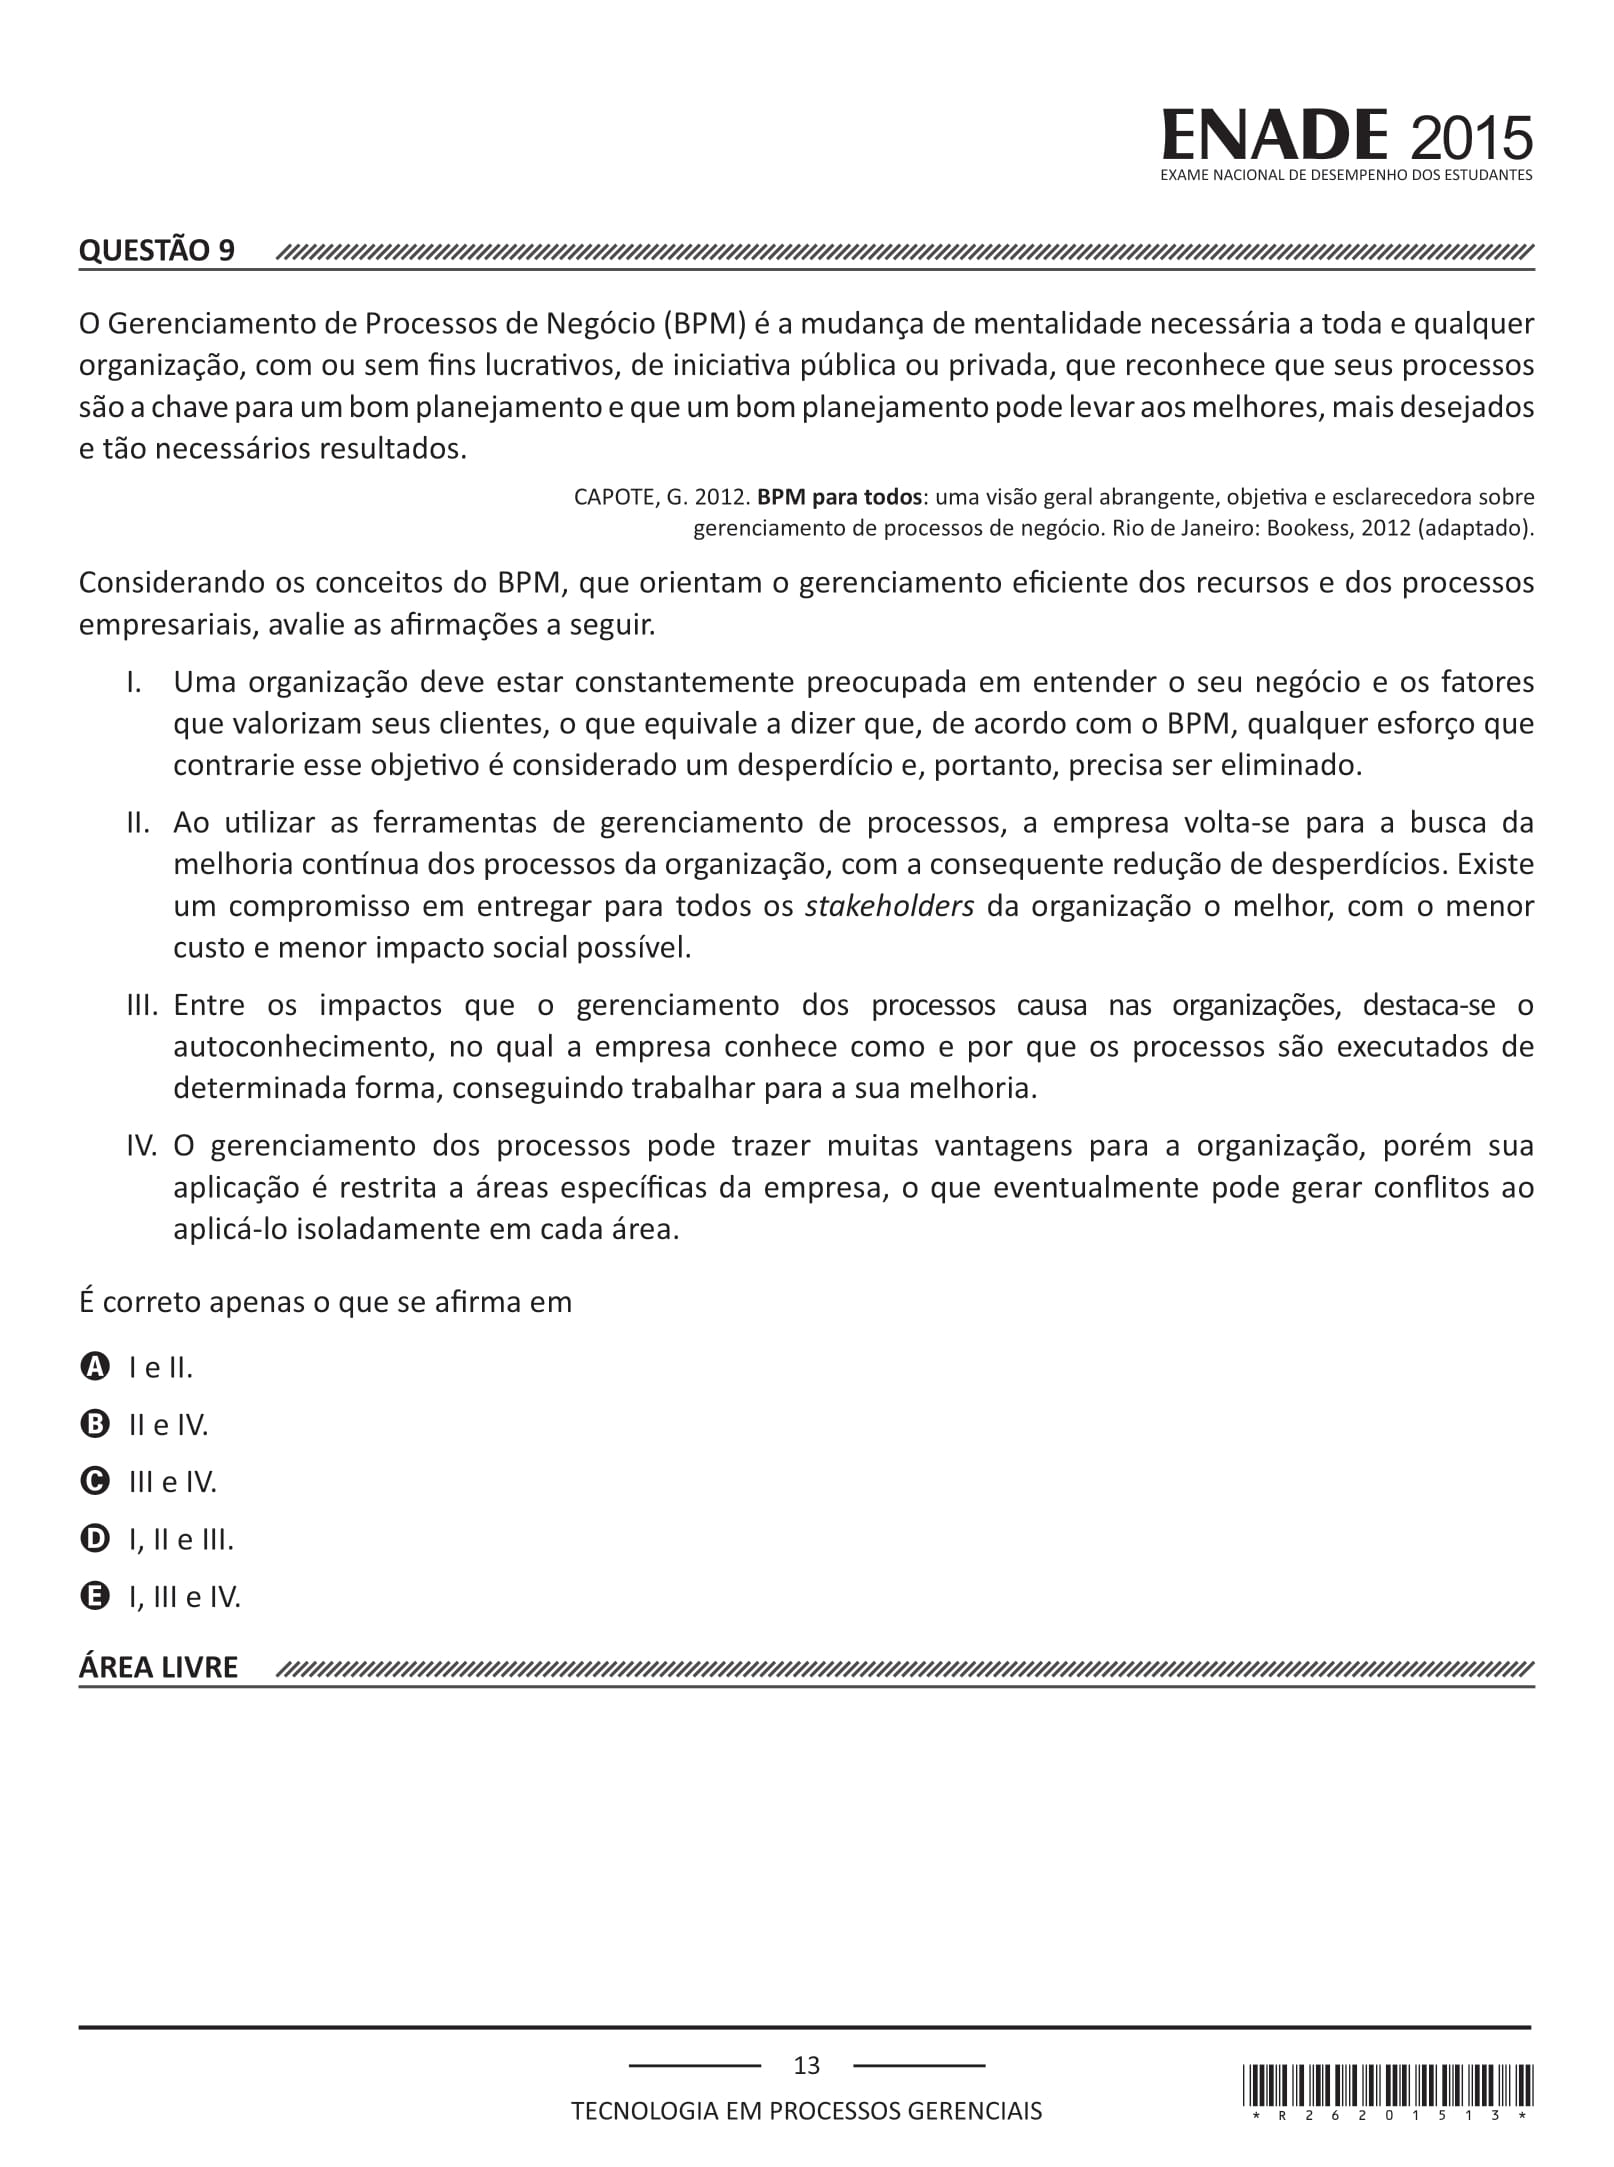 ENADE 2015
EXAME NACIONAL DE DESEMPENHO DOS ESTUDANTES
QUESTÃO 9
O Gerenciamento de Processos de Negócio (BPM) é a mudança de mentalidade necessária a toda e qualquer
organização, com ou sem fins lucrativos, de iniciativa pública ou privada, que reconhece que seus processos
são a chave para um bom planejamento e que um bom planejamento pode levar aos melhores, mais desejados
e tão necessários resultados.
CAPOTE, G. 2012. BPM para todos: uma visão geral abrangente, objetiva e esclarecedora sobre
gerenciamento de processos de negócio. Rio de Janeiro: Bookess, 2012 (adaptado).
Considerando os conceitos do BPM, que orientam o gerenciamento eficiente dos recursos e dos processos
empresariais, avalie as afirmações a seguir.
I. Uma organização deve estar constantemente preocupada em entender o seu negócio e os fatores
que valorizam seus clientes, o que equivale a dizer que, de acordo com o BPM, qualquer esforço que
contrarie esse objetivo é considerado um desperdício e, portanto, precisa ser eliminado.
II. Ao utilizar as ferramentas de gerenciamento de processos, a empresa volta-se para a busca da
melhoria contínua dos processos da organização, com a consequente redução de desperdícios. Existe
um compromisso em entregar para todos os stakeholders da organização o melhor, com o menor
custo e menor impacto social possível.
III. Entre os impactos que o gerenciamento dos processos causa nas organizações, destaca-se o
autoconhecimento, no qual a empresa conhece como e por que os processos são executados de
determinada forma, conseguindo trabalhar para a sua melhoria.
IV. O gerenciamento dos processos pode trazer muitas vantagens para a organização, porém sua
aplicação é restrita a áreas específicas da empresa, o que eventualmente pode gerar conflitos ao
aplicá-lo isoladamente em cada área.
É correto apenas o que se afirma em
A I e II.
B II e IV.
C III e IV.
D I, II e III.
E I, III e IV.
ÁREA LIVRE
13
TECNOLOGIA EM PROCESSOS GERENCIAIS
* R 2 6 2 0 1 5 1 3 *